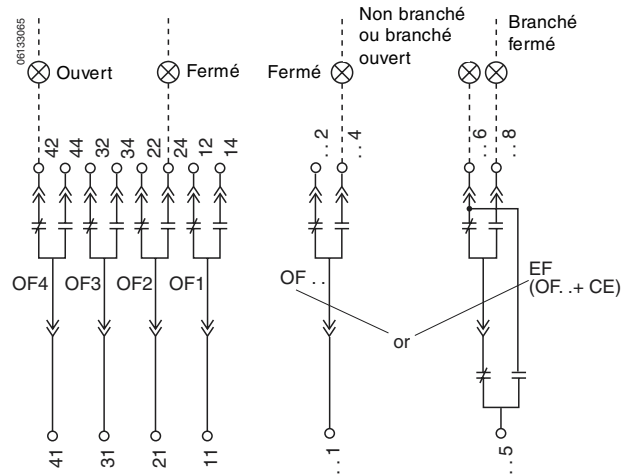 06133065
Ouvert
Fermé
Fermé
Non branché
ou branché
ouvert
Branché
fermé
42
44
32
34
22
24
12
14
. . 2
. . 4
. . 6
. . 8
OF4
OF3
OF2
OF1
OF . .
EF
(OF. .+ CE)
or
41
31
21
11
. . 1
. . 5